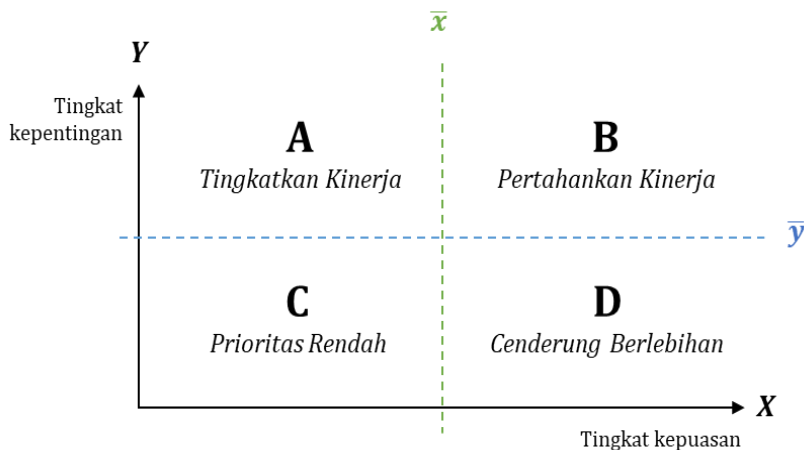 x̅
Y
Tingkat
kepentingan
A
Tingkatkan Kinerja
B
Pertahankan Kinerja
y̅
C
Prioritas Rendah
D
Cenderung Berlebihan
X
Tingkat kepuasan